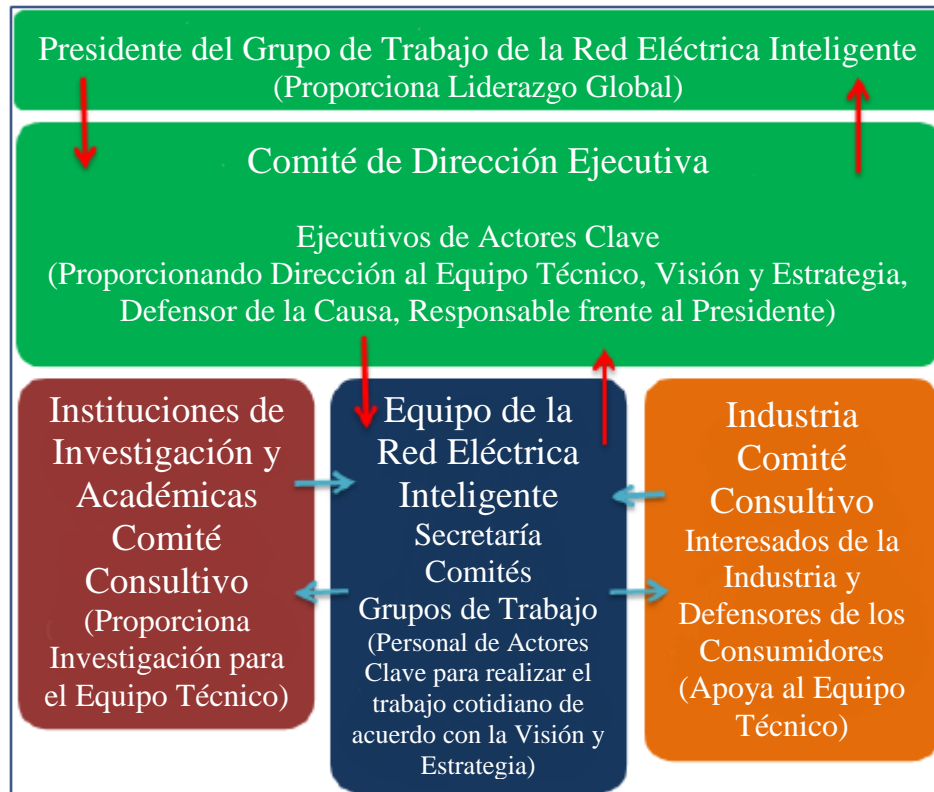 Presidente del Grupo de Trabajo de la Red Eléctrica Inteligente
(Proporciona Liderazgo Global)
Comité de Dirección Ejecutiva
Ejecutivos de Actores Clave
(Proporcionando Dirección al Equipo Técnico, Visión y Estrategia,
Defensor de la Causa, Responsable frente al Presidente)
Instituciones de
Investigación y
Académicas
Comité
Consultivo
(Proporciona
Investigación para
el Equipo Técnico)
Equipo de la
Red Eléctrica
Inteligente
Secretaría
Comités
Grupos de Trabajo
(Personal de Actores
Clave para realizar el
trabajo cotidiano de
acuerdo con la Visión y
Estrategia)
Industria
Comité
Consultivo
Interesados de la
Industria y
Defensores de los
Consumidores
(Apoya al Equipo
Técnico)